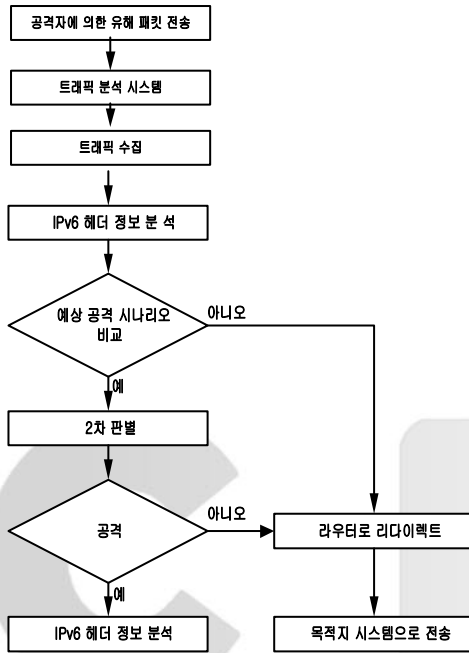 공격자에 의한 유해 패킷 전송
트래픽 분석 시스템
트래픽 수집
IPv6 헤더 정보 분 석
예상 공격 시나리오
비교
아니오
예
2차 판별
공격
아니오
라우터로 리다이렉트
예
IPv6 헤더 정보 분석
목적지 시스템으로 전송